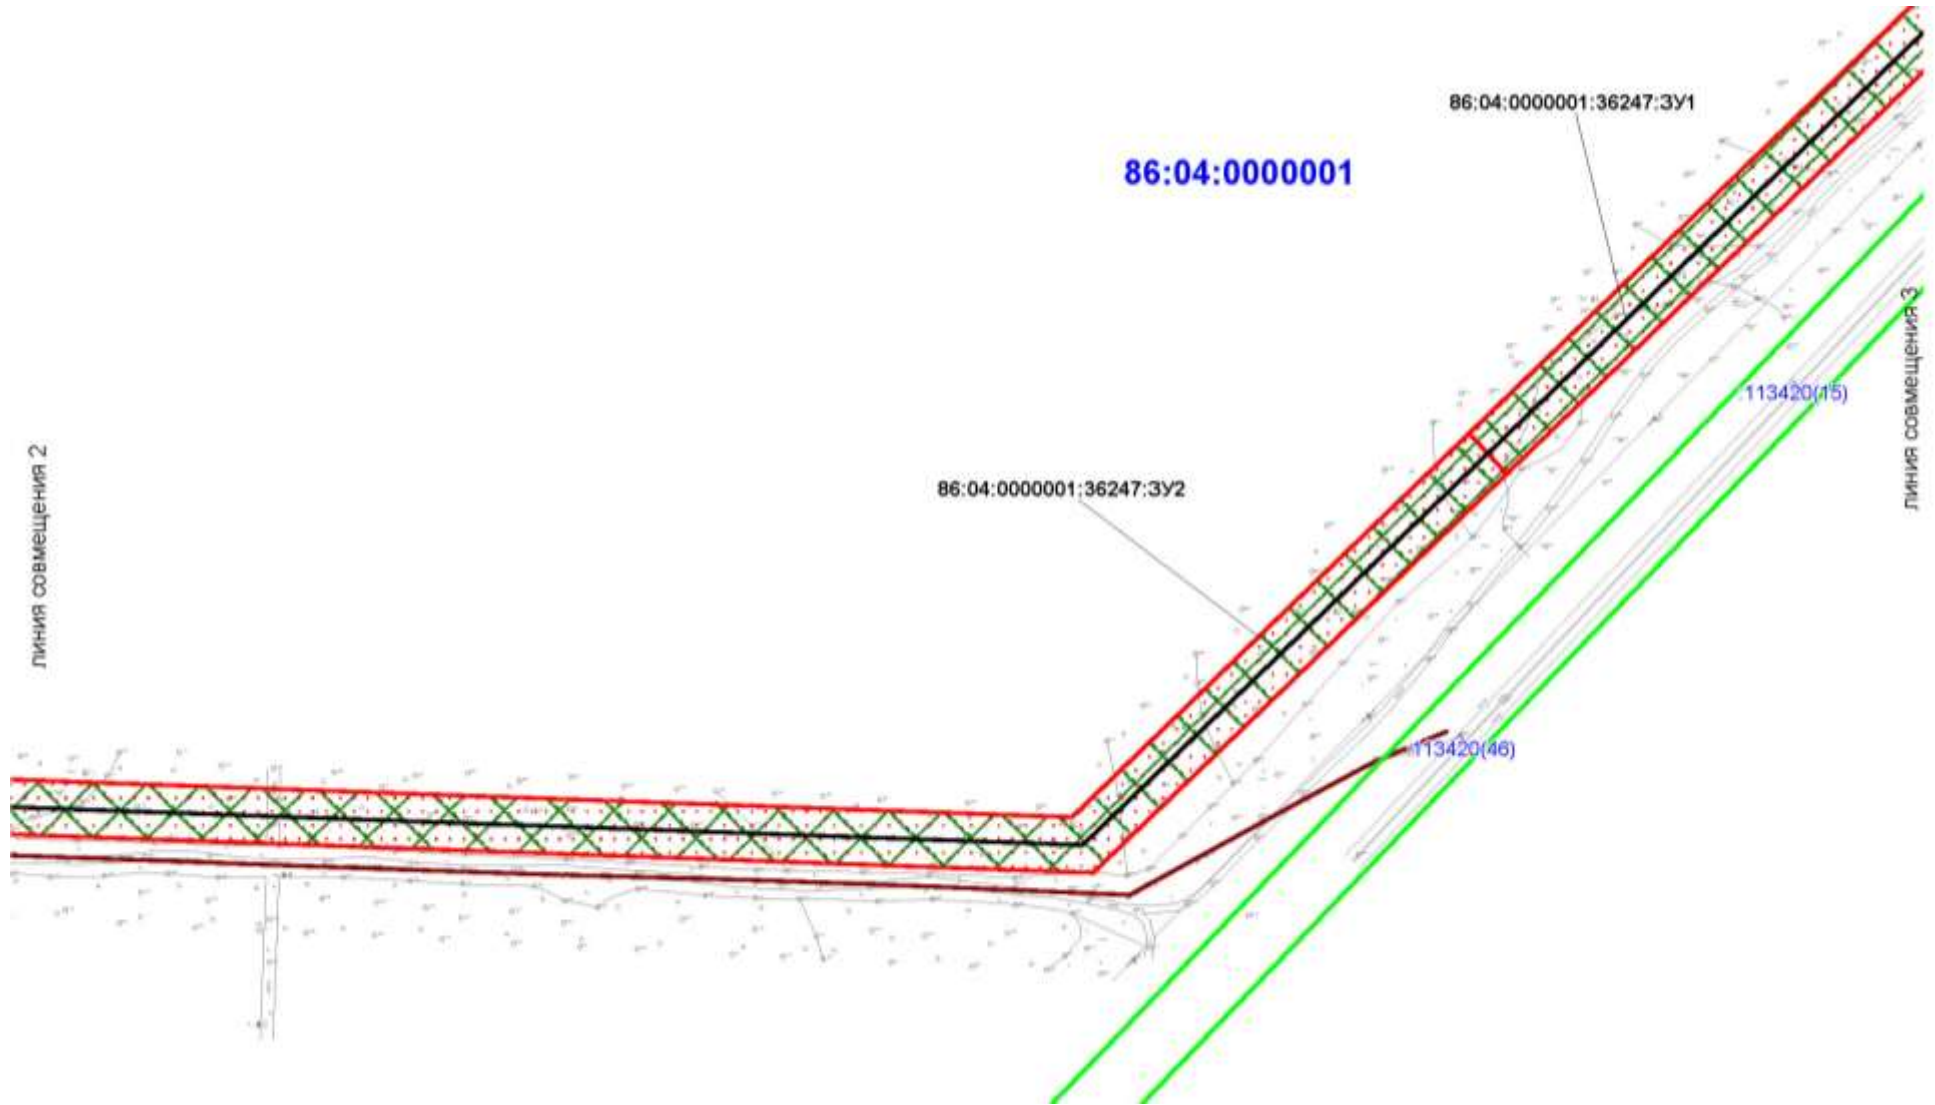 86:04:0000001:36247:ЗУ1
86:04:0000001
линия совмещения 3
:113420(15)
линия совмещения 2
86:04:0000001:36247:ЗУ2
:113420(46)